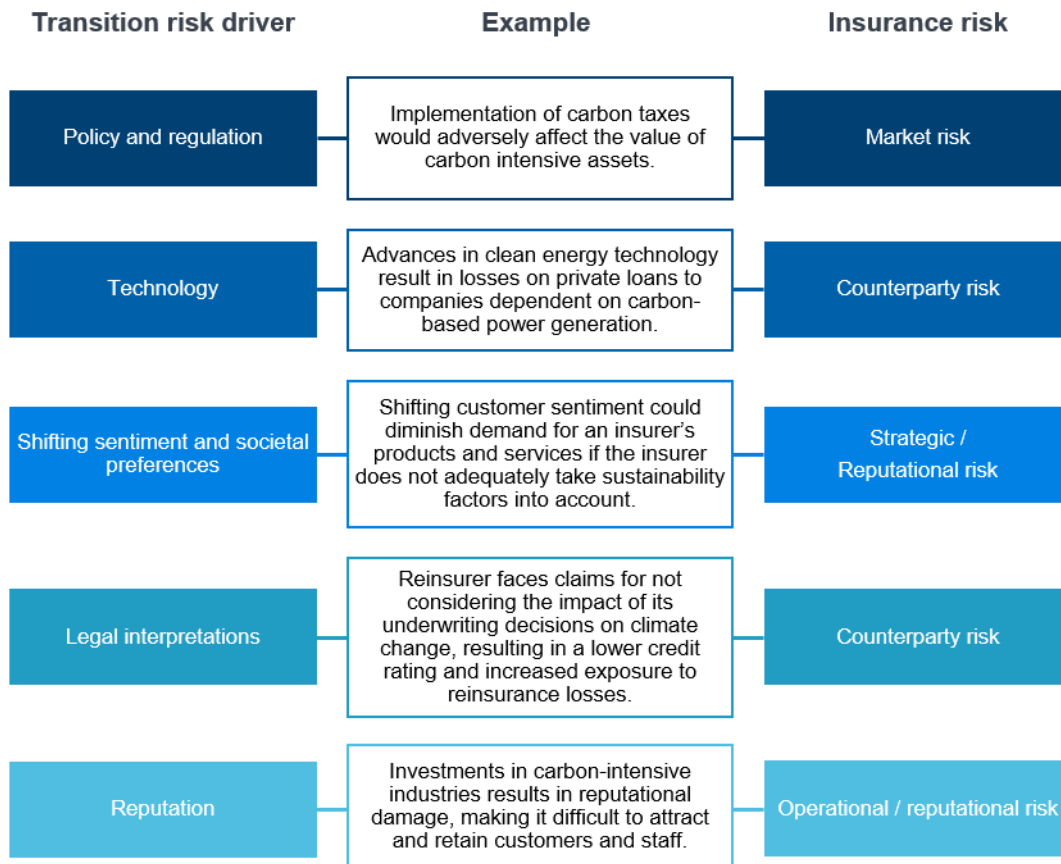 Transition risk driver
Example
Insurance risk
Policy and regulation
Implementation of carbon taxes
would adversely affect the value of
carbon intensive assets.
Market risk
Technology
Advances in clean energy technology
result in losses on private loans to
companies dependent on carbon-
based power generation.
Counterparty risk
Shifting sentiment and societal
preferences
Shifting customer sentiment could
diminish demand for an insurer’s
products and services if the insurer
does not adequately take sustainability
factors into account.
Strategic /
Reputational risk
Legal interpretations
Reinsurer faces claims for not
considering the impact of its
underwriting decisions on climate
change, resulting in a lower credit
rating and increased exposure to
reinsurance losses.
Counterparty risk
Reputation
Investments in carbon-intensive
industries results in reputational
damage, making it difficult to attract
and retain customers and staff.
Operational / reputational risk